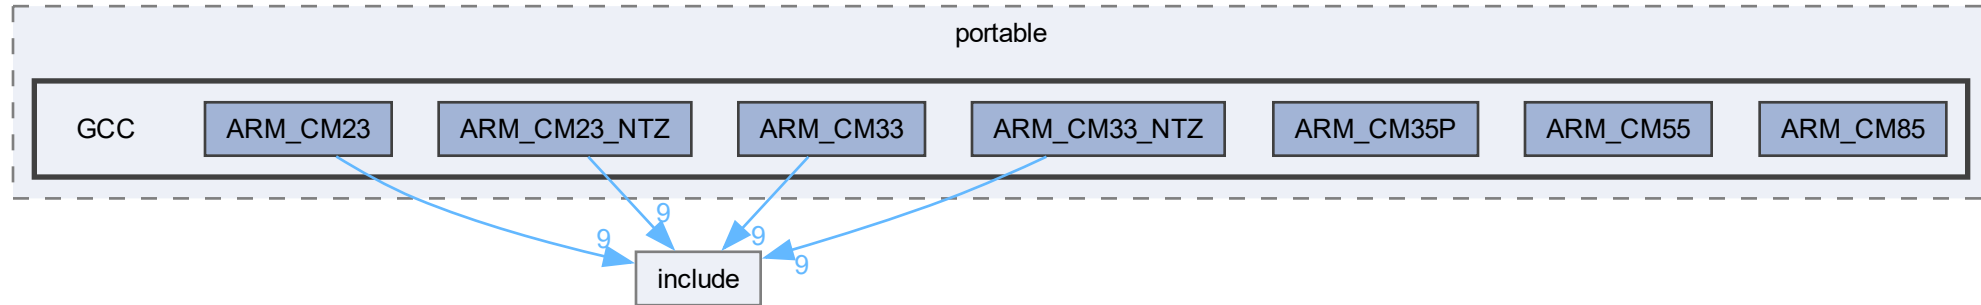 portable
GCC
ARM_CM23
ARM_CM23_NTZ
ARM_CM33
ARM_CM33_NTZ
ARM_CM35P
ARM_CM55
ARM_CM85
9
9
9
9
include